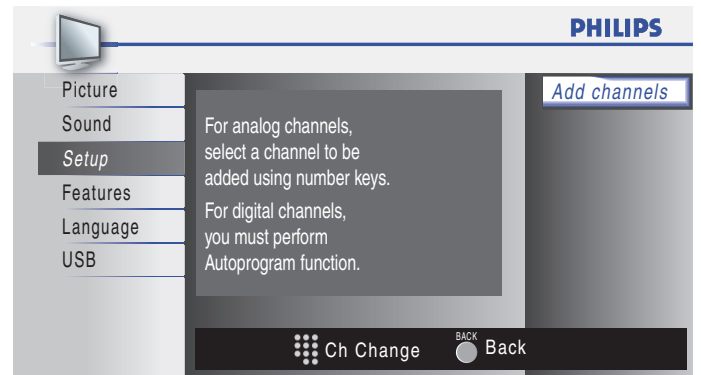 PHILIPS
Picture
Sound
Setup
Features
Language
USB
For analog channels,
select a channel to be
added using number keys.
For digital channels,
you must perform
Autoprogram function.
Add channels
Ch Change
BACK
Back